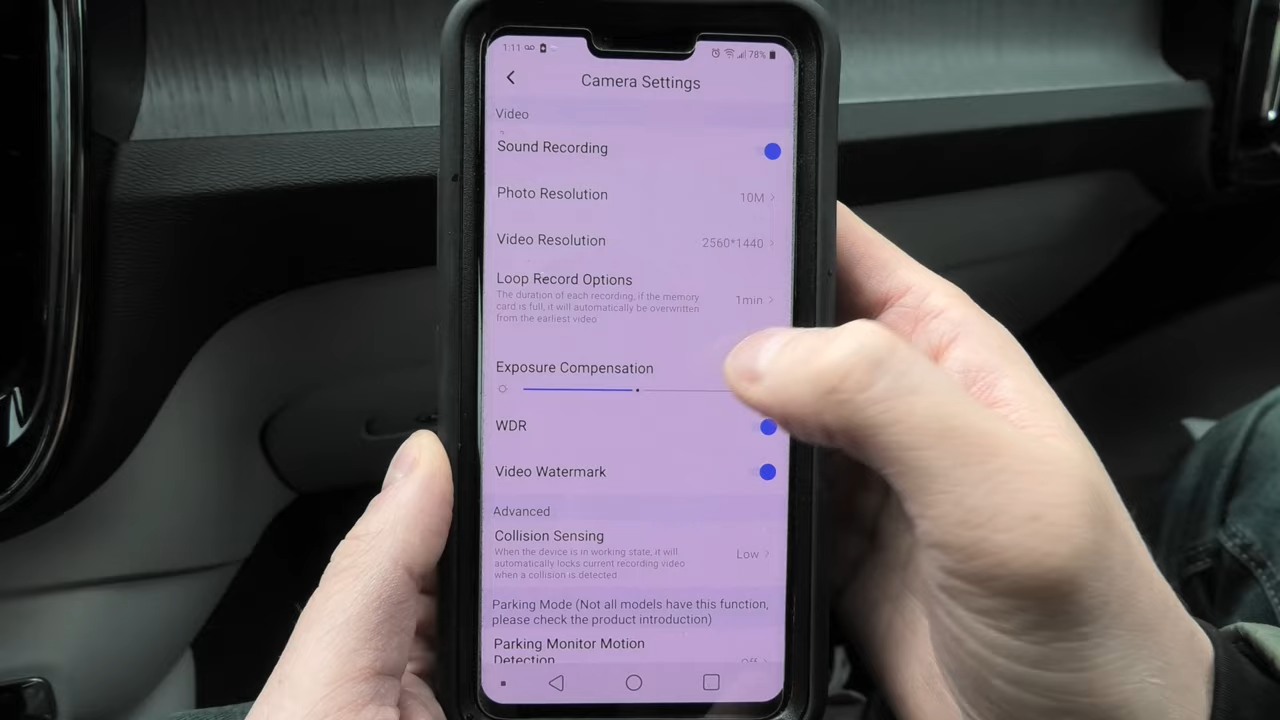 1:11
78%
Camera Settings
Video
Sound Recording
Photo Resolution
10M
Video Resolution
2560*1440
Loop Record Options
The duration of each recording, if the memory
card is full, it will automatically be overwritten
from the earliest video
1min
Exposure Compensation
WDR
Video Watermark
Advanced
Collision Sensing
When the device is in working state, it will
automatically locks current recording video
when a collision is detected
Low
Parking Mode (Not all models have this function,
please check the product introduction)
Parking Monitor Motion
Detection
Off